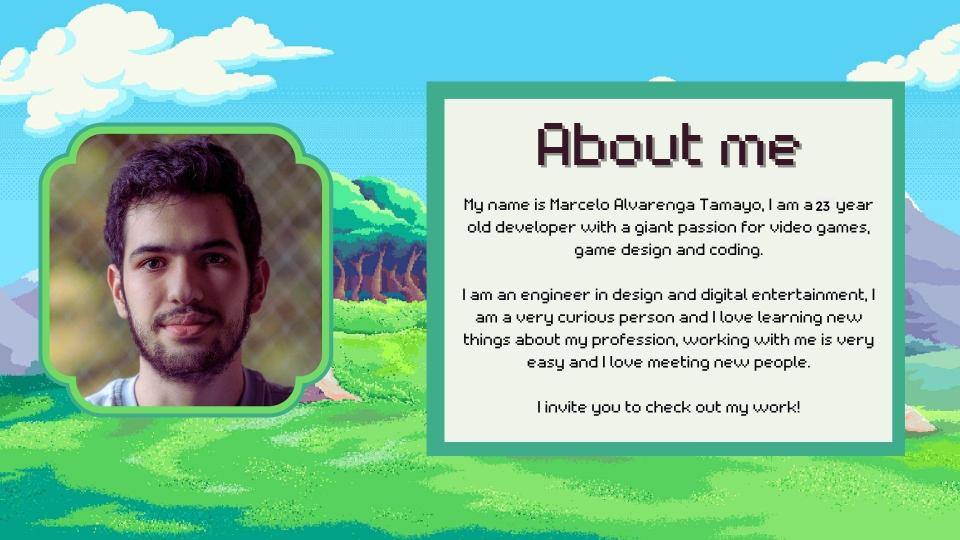 About me
My name is Marcelo Alvarenga Tamayo, I am a 23 year
old developer with a giant passion for video games,
game design and coding.
I am an engineer in design and digital entertainment, I
am a very curious person and I love learning new
things about my profession, working with me is very
easy and I love meeting new people.
I invite you to check out my work!